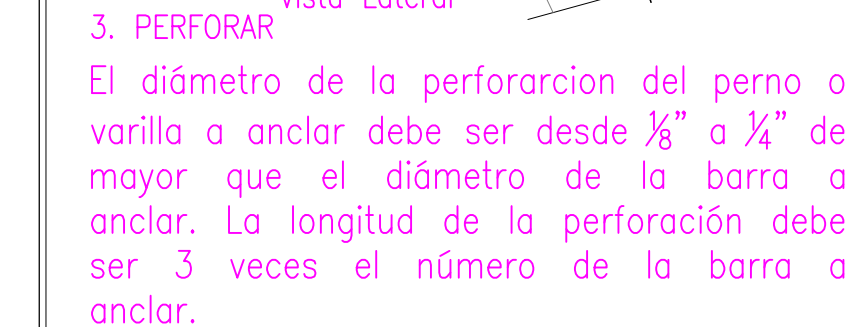 Vista Lateral
3. PERFORAR
El diámetro de la perforarcion del perno o
varilla a anclar debe ser desde ⅛" a ¼" de
mayor que el diámetro de la barra a
anclar. La longitud de la perforación debe
ser 3 veces el número de la barra a
anclar.